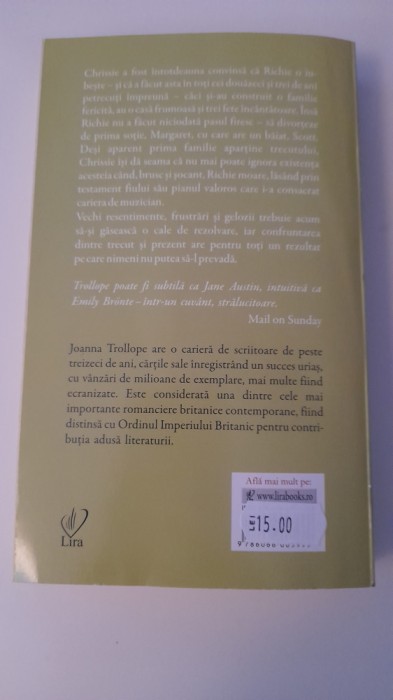 Chrissie a fost întotdeauna convinsă că Richie o iu-
bește – și că a făcut asta în toți cei douăzeci și trei de ani
petrecuți împreună – căci și-au construit o familie
fericită, au o casă frumoasă și trei fete încântătoare. Însă
Richie nu a făcut niciodată pasul firesc – să divorțeze
de prima soție, Margaret, cu care are un băiat, Scott.
Deși aparent prima familie aparține trecutului,
Chrissie își dă seama că nu mai poate ignora existența
acesteia când, brusc și șocant, Richie moare, lăsând prin
testament fiului său pianul valoros care i-a consacrat
cariera de muzician.
Vechi resentimente, frustrări și gelozii trebuie acum
să-și găsească o cale de rezolvare, iar confruntarea
dintre trecut și prezent are pentru toți un rezultat
pe care nimeni nu putea să-l prevadă.
Trollope poate fi subtilă ca Jane Austin, intuitivă ca
Emily Brönte – într-un cuvânt, strălucitoare.
Mail on Sunday
Joanna Trollope are o carieră de scriitoare de peste
treizeci de ani, cărțile sale înregistrând un succes uriaș,
cu vânzări de milioane de exemplare, mai multe fiind
ecranizate. Este considerată una dintre cele mai
importante romanciere britanice contemporane, fiind
distinsă cu Ordinul Imperiului Britanic pentru contri-
buția adusă literaturii.
Află mai mult pe:
www.lirabooks.ro
15.00
Lira